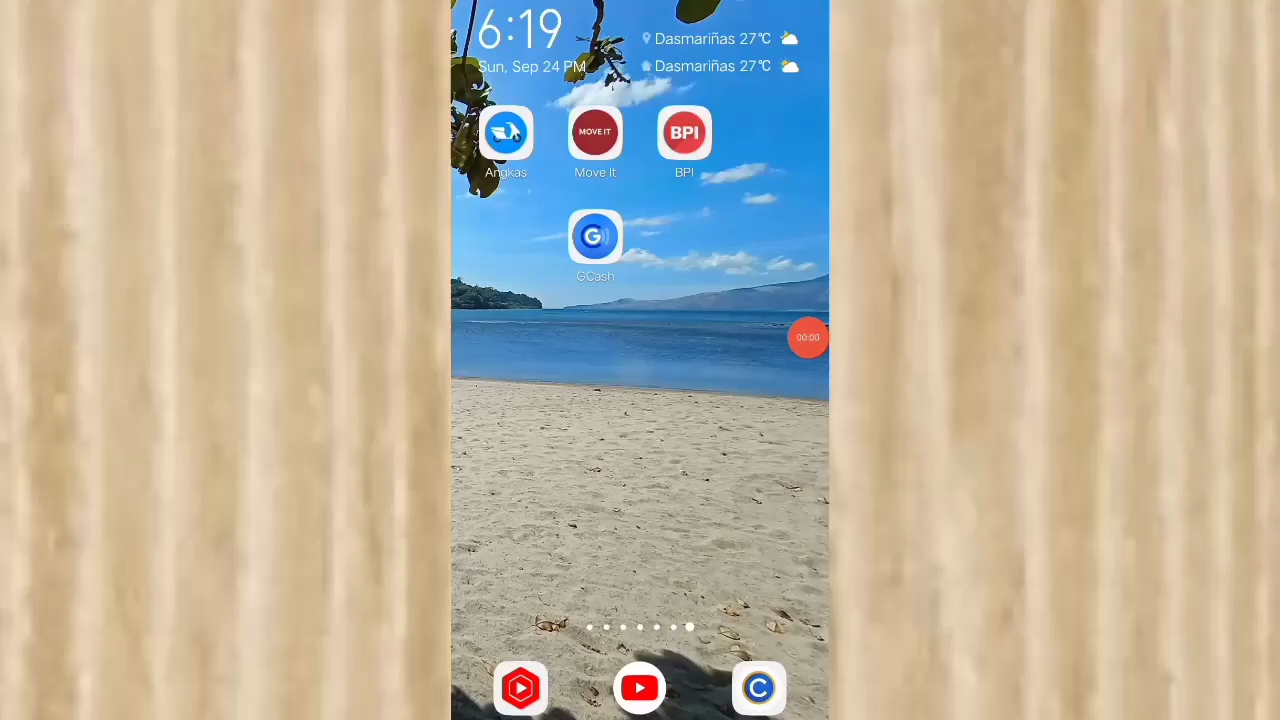 6:19
Sun, Sep 24 PM
Dasmariñas 27℃
Dasmariñas 27℃
MOVE IT
BPI
Angkas
Move It
BPI
G
GCash
00:00
C